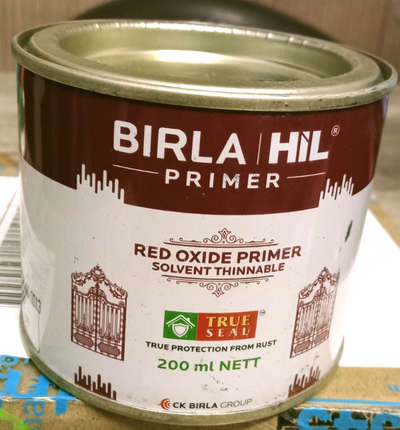 BIRLA | HIL®
PRIMER
RED OXIDE PRIMER
SOLVENT THINNABLE
TRUE
SEAL
TRUE PROTECTION FROM RUST
200 ml NETT
CK BIRLA GROUP